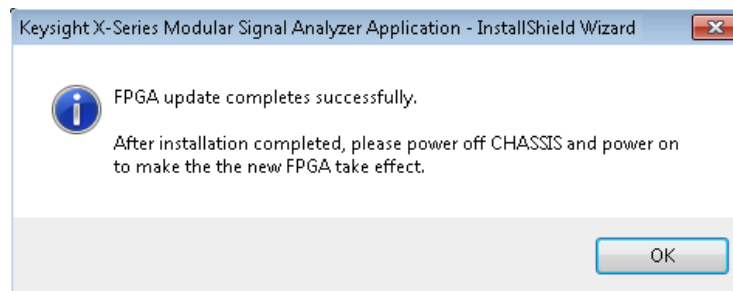 Keysight X-Series Modular Signal Analyzer Application - InstallShield Wizard
FPGA update completes successfully.
After installation completed, please power off CHASSIS and power on
to make the the new FPGA take effect.
OK